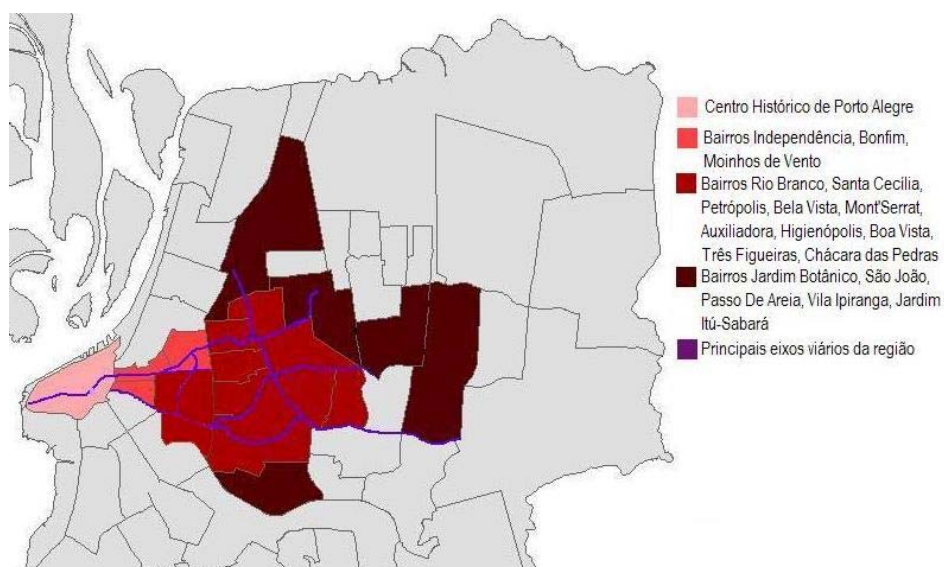 Centro Histórico de Porto Alegre
Bairros Independência, Bonfim,
Moinhos de Vento
Bairros Rio Branco, Santa Cecília,
Petrópolis, Bela Vista, Mont'Serrat,
Auxiliadora, Higienópolis, Boa Vista,
Três Figueiras, Chácara das Pedras
Bairros Jardim Botânico, São João,
Passo De Areia, Vila Ipiranga, Jardim
Itú-Sabará
Principais eixos viários da região